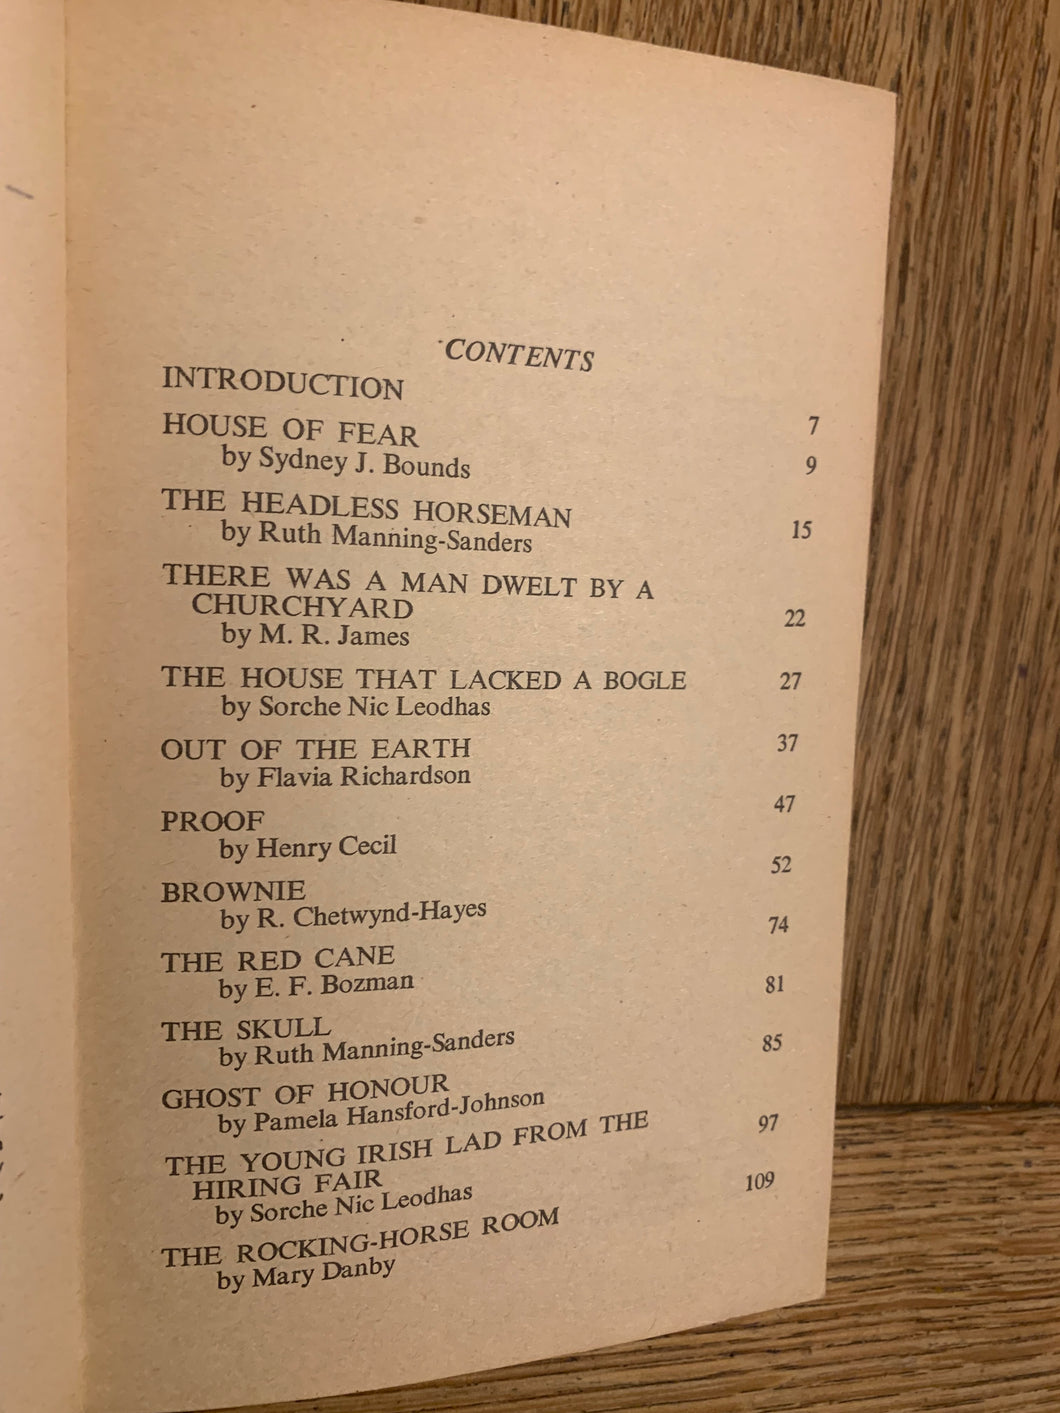 CONTENTS
INTRODUCTION 7
HOUSE OF FEAR
by Sydney J. Bounds 9
THE HEADLESS HORSEMAN
by Ruth Manning-Sanders 15
THERE WAS A MAN DWELT BY A
CHURCHYARD
by M. R. James 22
THE HOUSE THAT LACKED A BOGLE 27
by Sorche Nic Leodhas
OUT OF THE EARTH 37
by Flavia Richardson
PROOF 47
by Henry Cecil
BROWNIE 52
by R. Chetwynd-Hayes
THE RED CANE 74
by E. F. Bozman
THE SKULL 81
by Ruth Manning-Sanders
GHOST OF HONOUR 85
by Pamela Hansford-Johnson
THE YOUNG IRISH LAD FROM THE
HIRING FAIR 97
by Sorche Nic Leodhas
THE ROCKING-HORSE ROOM 109
by Mary Danby